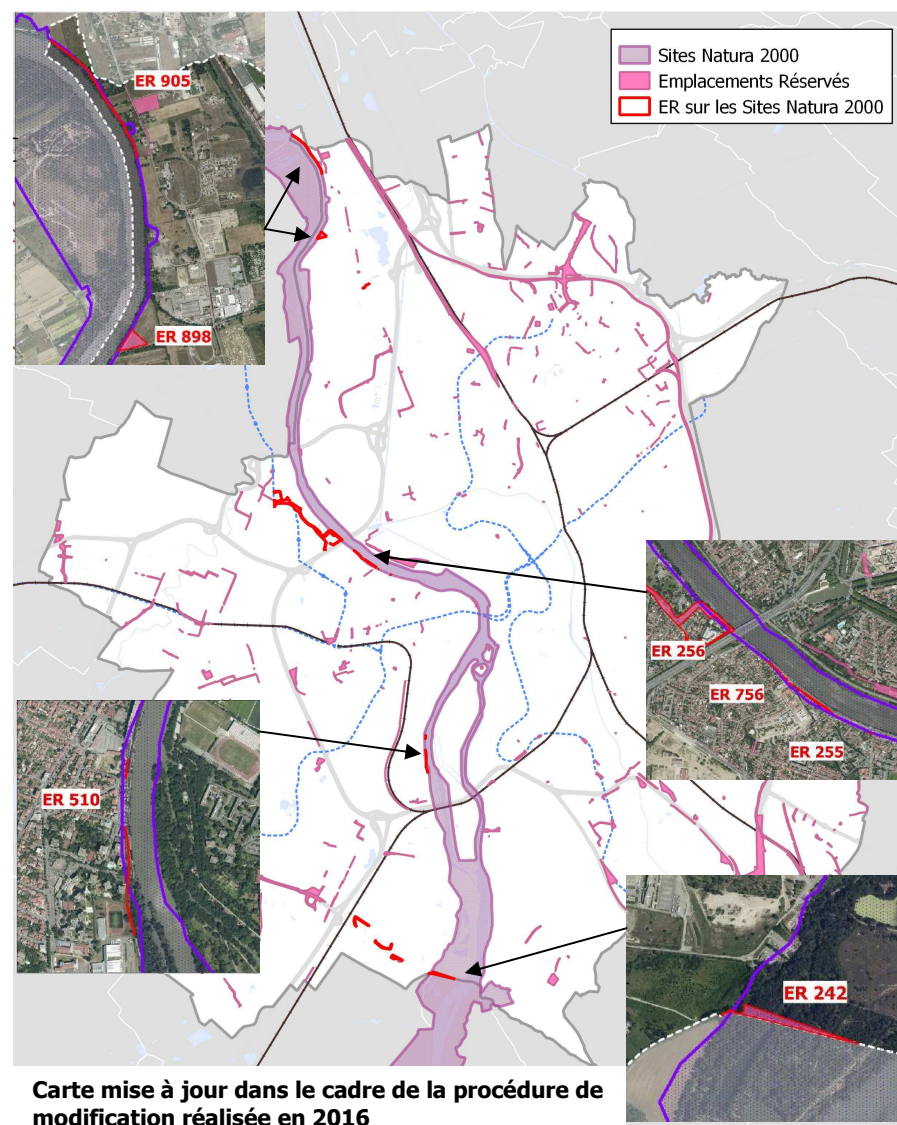 Sites Natura 2000
Emplacements Réservés
ER sur les Sites Natura 2000
ER 905
ER 898
ER 256
ER 756
ER 255
ER 510
ER 242
Carte mise à jour dans le cadre de la procédure de
modification réalisée en 2016